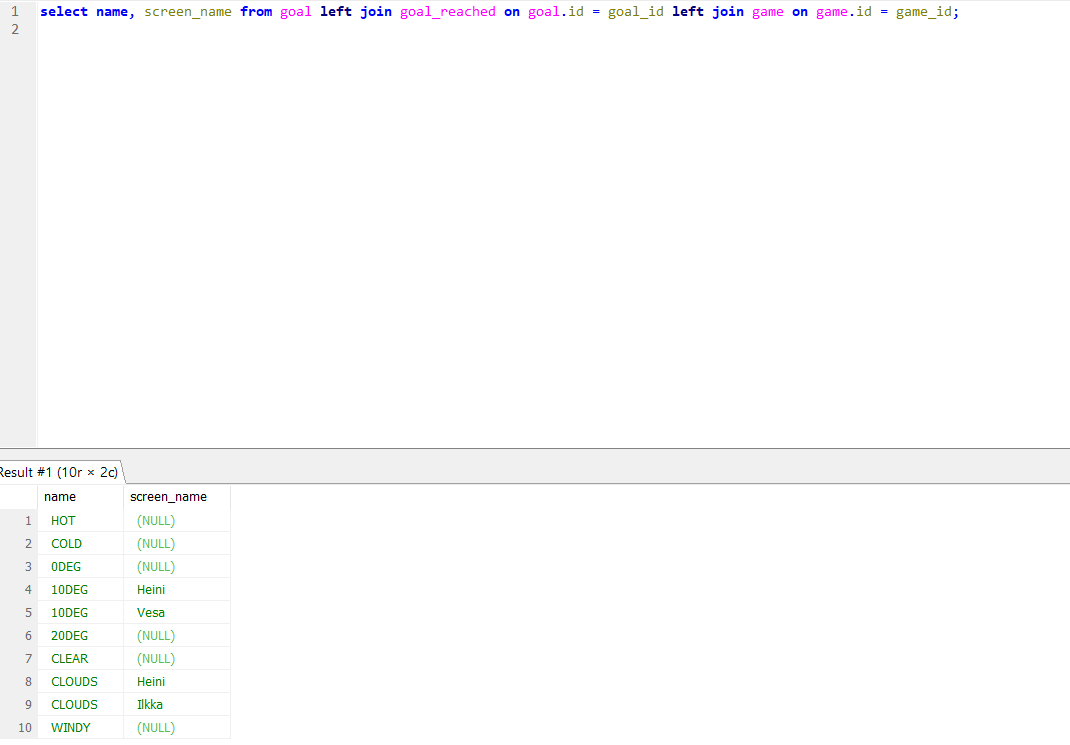 1 select name, screen_name from goal left join goal_reached on goal.id = goal_id left join game on game.id = game_id;
2
Result #1 (10r × 2c)
name screen_name
1 HOT (NULL)
2 COLD (NULL)
3 0DEG (NULL)
4 10DEG Heini
5 10DEG Vesa
6 20DEG (NULL)
7 CLEAR (NULL)
8 CLOUDS Heini
9 CLOUDS Ilkka
10 WINDY (NULL)